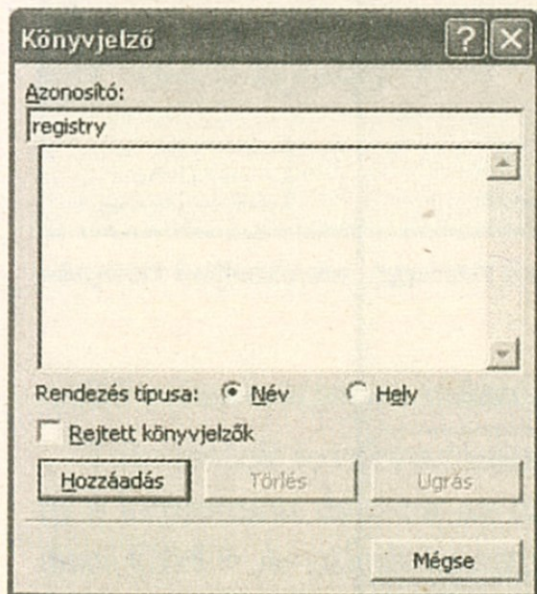 Könyvjelző
Azonosító:
registry
Rendezés típusa: Név Hely
Rejtett könyvjelzők
Hozzáadás Törlés Ugrás
Mégse